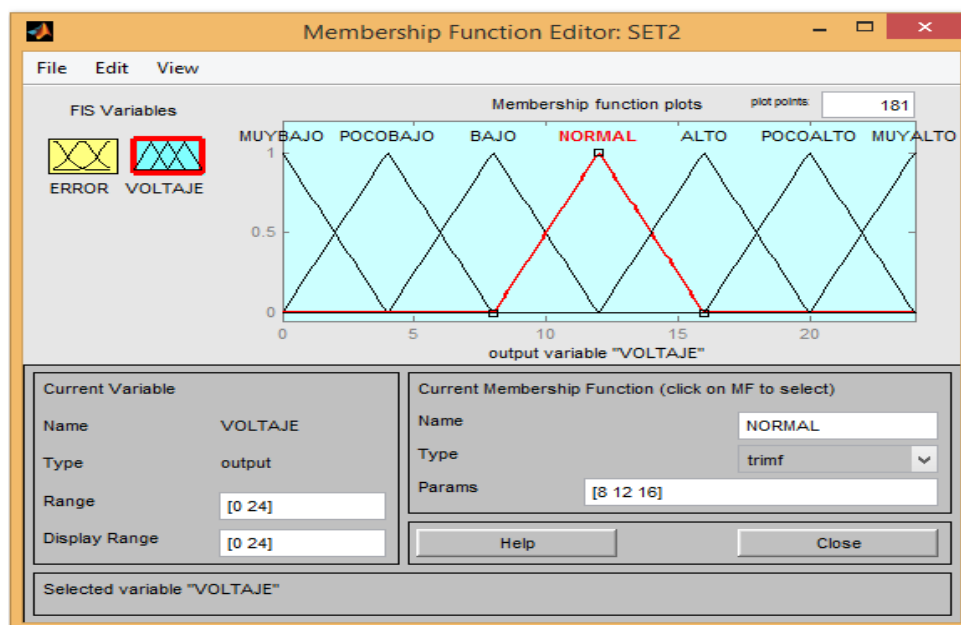 Membership Function Editor: SET2
File Edit View
FIS Variables
ERROR VOLTAJE
Membership function plots plot points: 181
MUYBAJO POCOBAJO BAJO NORMAL ALTO POCOALTO MUYALTO
1
0.5
0
0 5 10 15 20
output variable "VOLTAJE"
Current Variable
Name VOLTAJE
Type output
Range [0 24]
Display Range [0 24]
Current Membership Function (click on MF to select)
Name NORMAL
Type trimf
Params [8 12 16]
Help Close
Selected variable "VOLTAJE"